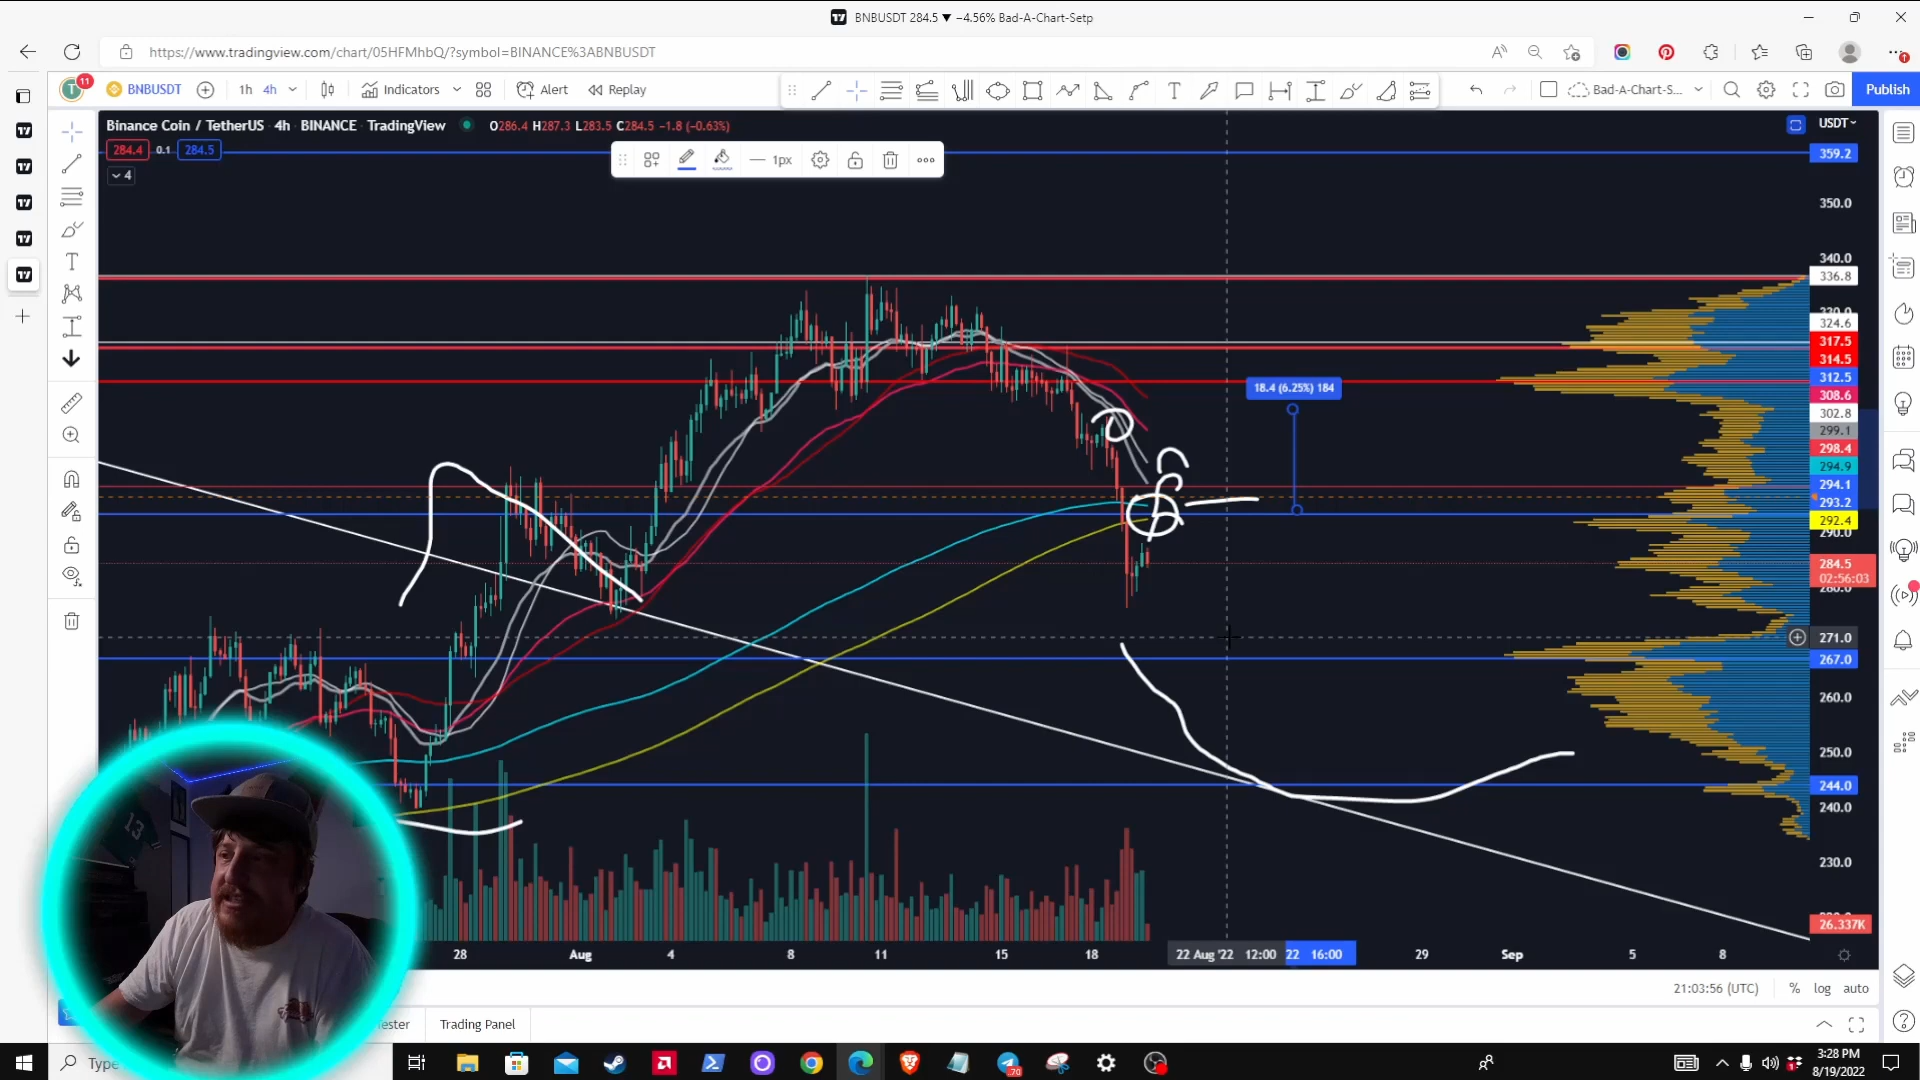 BNBUSDT 284.5 ▼ −4.56% Bad-A-Chart-Setp
https://www.tradingview.com/chart/05HFMhbQ/?symbol=BINANCE%3ABNBUSDT
11
T BNBUSDT 1h 4h Indicators Alert Replay Bad-A-Chart-S... Publish
Binance Coin / TetherUS 4h BINANCE TradingView O286.4 H287.3 L283.5 C284.5 −1.8 (−0.63%) USDT
284.4 0.1 284.5
1px
4
359.2
350.0
340.0
336.8
324.6
317.5
314.5
312.5
308.6
302.8
299.1
298.4
294.9
294.1
293.2
292.4
290.0
284.5
02:56:03
280.0
271.0
267.0
260.0
250.0
244.0
240.0
230.0
26.337K
18.4 (6.25%) 184
13
28 Aug 4 8 11 15 18 22 Aug '22 12:00 22 16:00 29 Sep 5 8
21:03:56 (UTC) % log auto
ester Trading Panel
Type
70
3:28 PM
8/19/2022